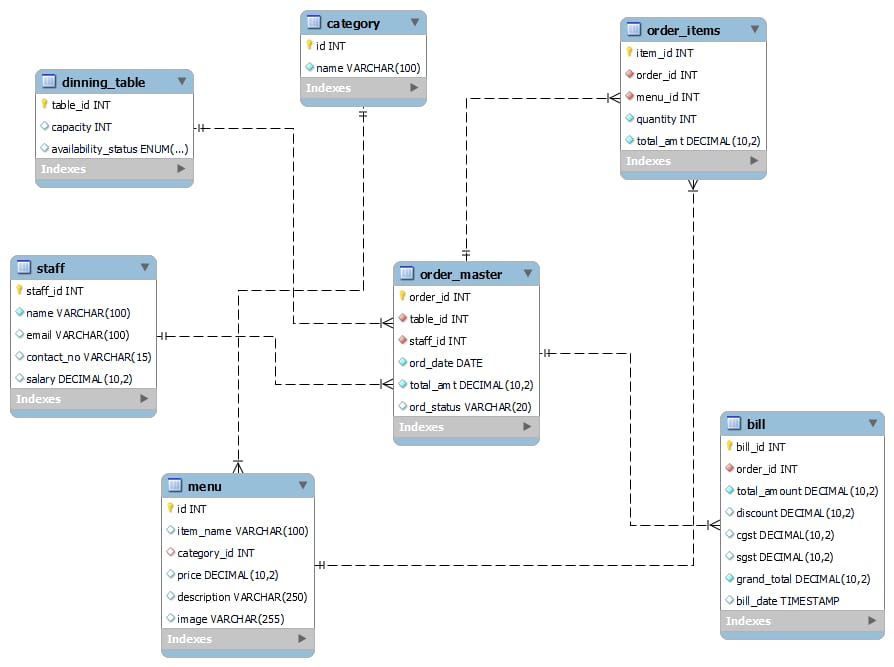 category
id INT
name VARCHAR(100)
Indexes
order_items
item_id INT
order_id INT
menu_id INT
quantity INT
total_amt DECIMAL(10,2)
Indexes
dinning_table
table_id INT
capacity INT
availability_status ENUM(...)
Indexes
staff
staff_id INT
name VARCHAR(100)
email VARCHAR(100)
contact_no VARCHAR(15)
salary DECIMAL(10,2)
Indexes
order_master
order_id INT
table_id INT
staff_id INT
ord_date DATE
total_amt DECIMAL(10,2)
ord_status VARCHAR(20)
Indexes
menu
id INT
item_name VARCHAR(100)
category_id INT
price DECIMAL(10,2)
description VARCHAR(250)
image VARCHAR(255)
Indexes
bill
bill_id INT
order_id INT
total_amount DECIMAL(10,2)
discount DECIMAL(10,2)
cgst DECIMAL(10,2)
sgst DECIMAL(10,2)
grand_total DECIMAL(10,2)
bill_date TIMESTAMP
Indexes